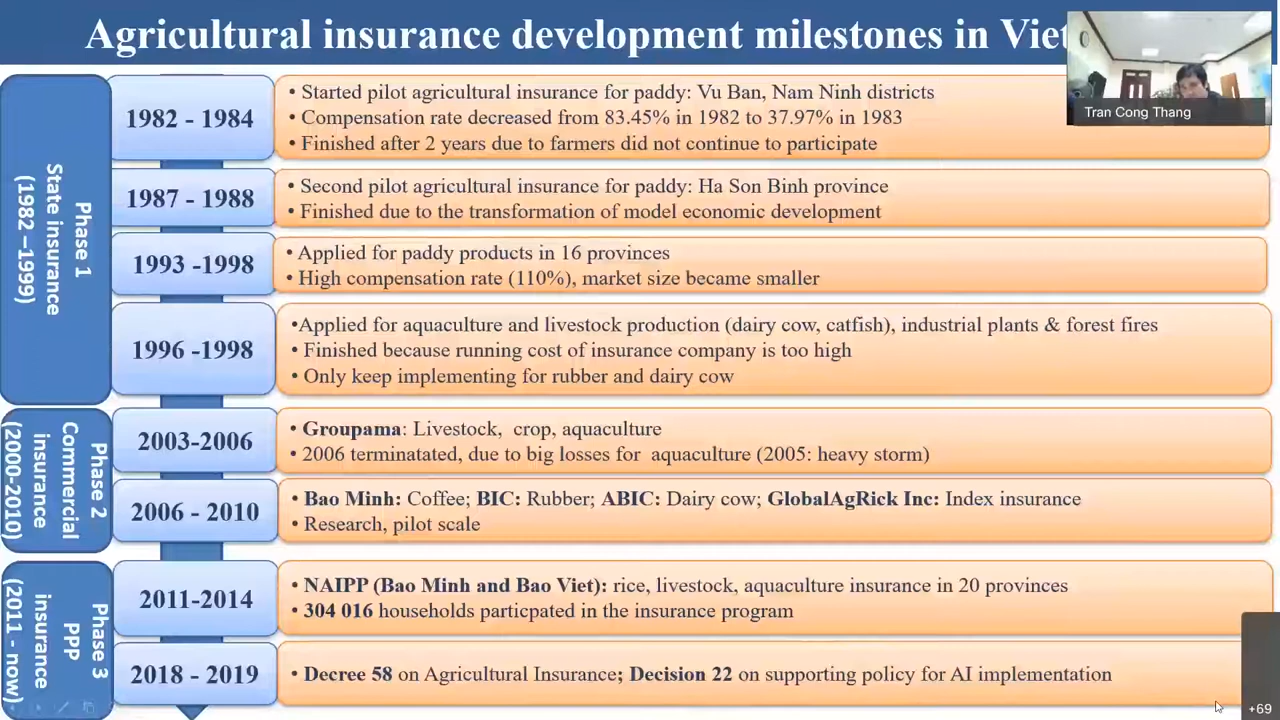 Agricultural insurance development milestones in Viet
Tran Cong Thang
Phase 1
State insurance
(1982 –1999)
1982 - 1984
• Started pilot agricultural insurance for paddy: Vu Ban, Nam Ninh districts
• Compensation rate decreased from 83.45% in 1982 to 37.97% in 1983
• Finished after 2 years due to farmers did not continue to participate
1987 - 1988
• Second pilot agricultural insurance for paddy: Ha Son Binh province
• Finished due to the transformation of model economic development
1993 -1998
• Applied for paddy products in 16 provinces
• High compensation rate (110%), market size became smaller
1996 -1998
•Applied for aquaculture and livestock production (dairy cow, catfish), industrial plants & forest fires
• Finished because running cost of insurance company is too high
• Only keep implementing for rubber and dairy cow
Phase 2
Commercial
insurance
(2000-2010)
2003-2006
• Groupama: Livestock, crop, aquaculture
• 2006 terminatated, due to big losses for aquaculture (2005: heavy storm)
2006 - 2010
• Bao Minh: Coffee; BIC: Rubber; ABIC: Dairy cow; GlobalAgRick Inc: Index insurance
• Research, pilot scale
Phase 3
PPP
insurance
(2011 - now)
2011-2014
• NAIPP (Bao Minh and Bao Viet): rice, livestock, aquaculture insurance in 20 provinces
• 304 016 households particpated in the insurance program
2018 - 2019
• Decree 58 on Agricultural Insurance; Decision 22 on supporting policy for AI implementation
+69